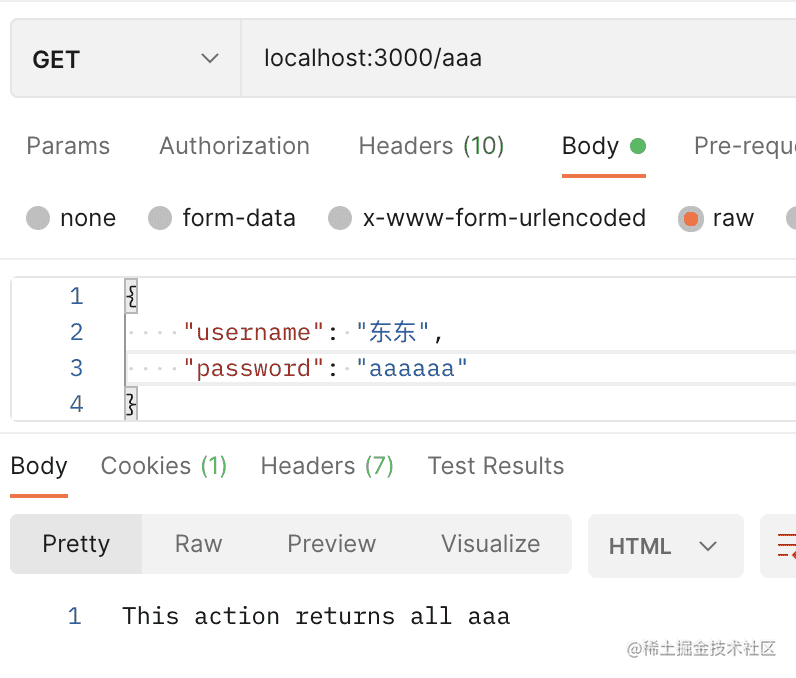 GET localhost:3000/aaa
Params Authorization Headers (10) Body Pre-requ
none form-data x-www-form-urlencoded raw
1 {
2 "username": "东东",
3 "password": "aaaaaa"
4 }
Body Cookies (1) Headers (7) Test Results
Pretty Raw Preview Visualize HTML
1 This action returns all aaa
@稀土掘金技术社区